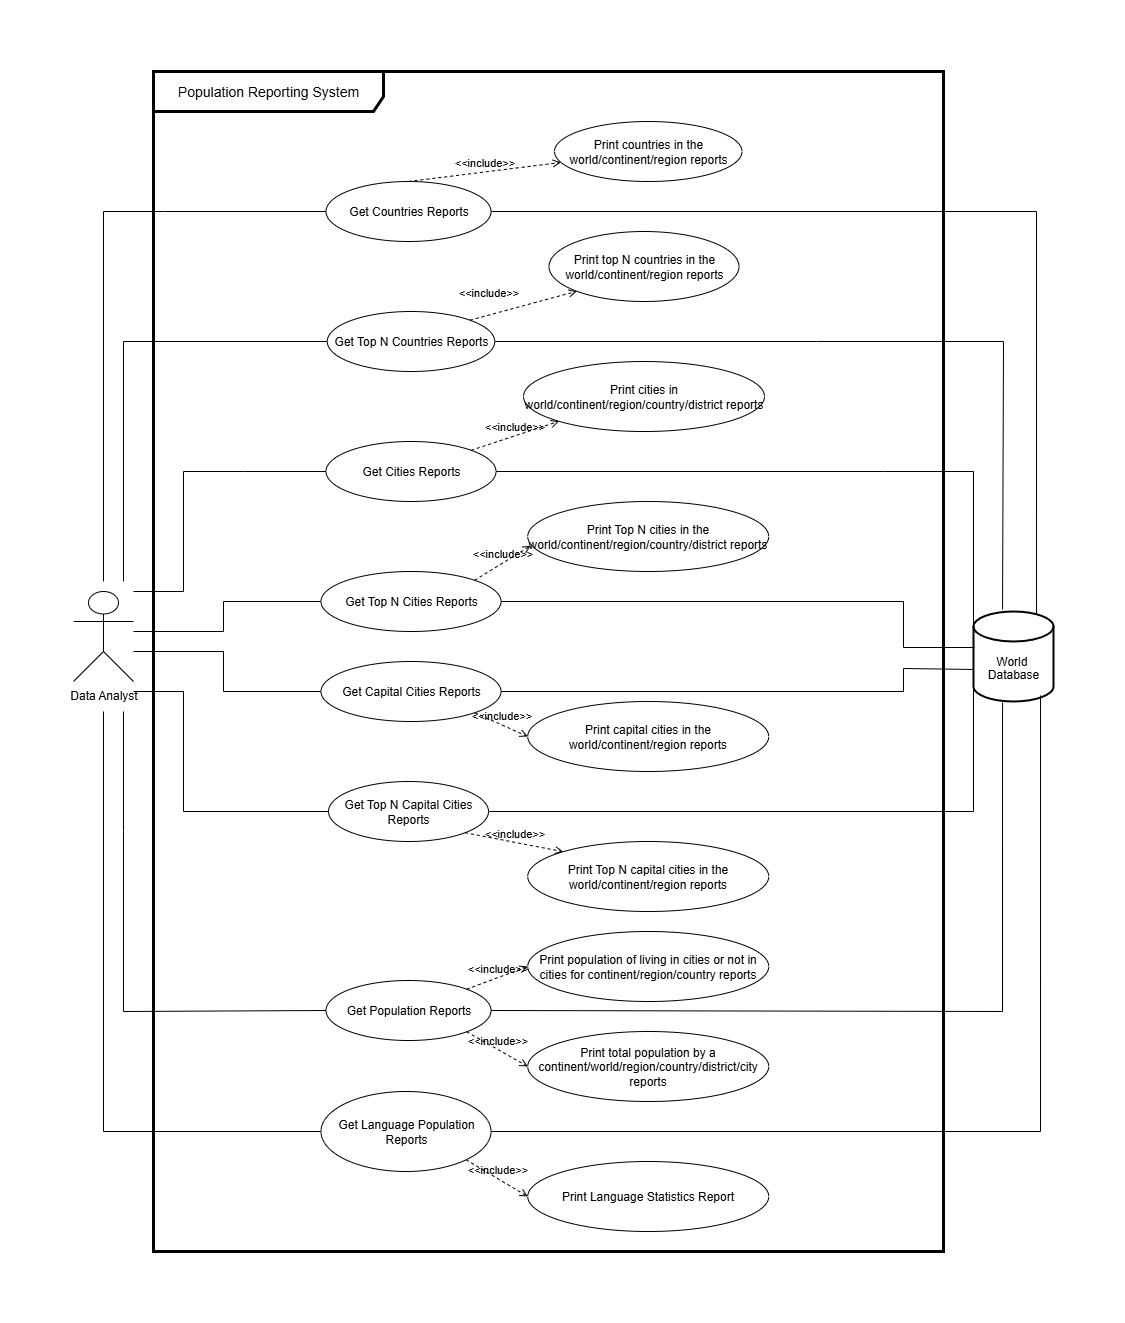 Population Reporting System
Print countries in the
world/continent/region reports
<<include>>
Get Countries Reports
Print top N countries in the
world/continent/region reports
<<include>>
Get Top N Countries Reports
Print cities in
world/continent/region/country/district reports
<<include>>
Get Cities Reports
Print Top N cities in the
world/continent/region/country/district reports
<<include>>
Get Top N Cities Reports
World
Database
Data Analyst
Get Capital Cities Reports
<<include>>
Print capital cities in the
world/continent/region reports
Get Top N Capital Cities
Reports
<<include>>
Print Top N capital cities in the
world/continent/region reports
Print population of living in cities or not in
cities for continent/region/country reports
<<include>>
Get Population Reports
<<include>>
Print total population by a
continent/world/region/country/district/city
reports
Get Language Population
Reports
<<include>>
Print Language Statistics Report